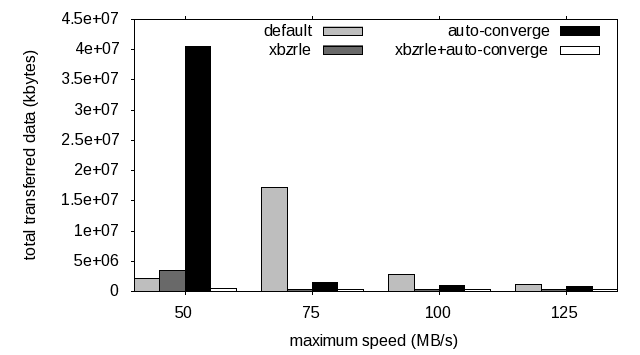 total transferred data (kbytes)
4.5e+07
4e+07
3.5e+07
3e+07
2.5e+07
2e+07
1.5e+07
1e+07
5e+06
0
default
xbzrle
auto-converge
xbzrle+auto-converge
50
75
100
125
maximum speed (MB/s)